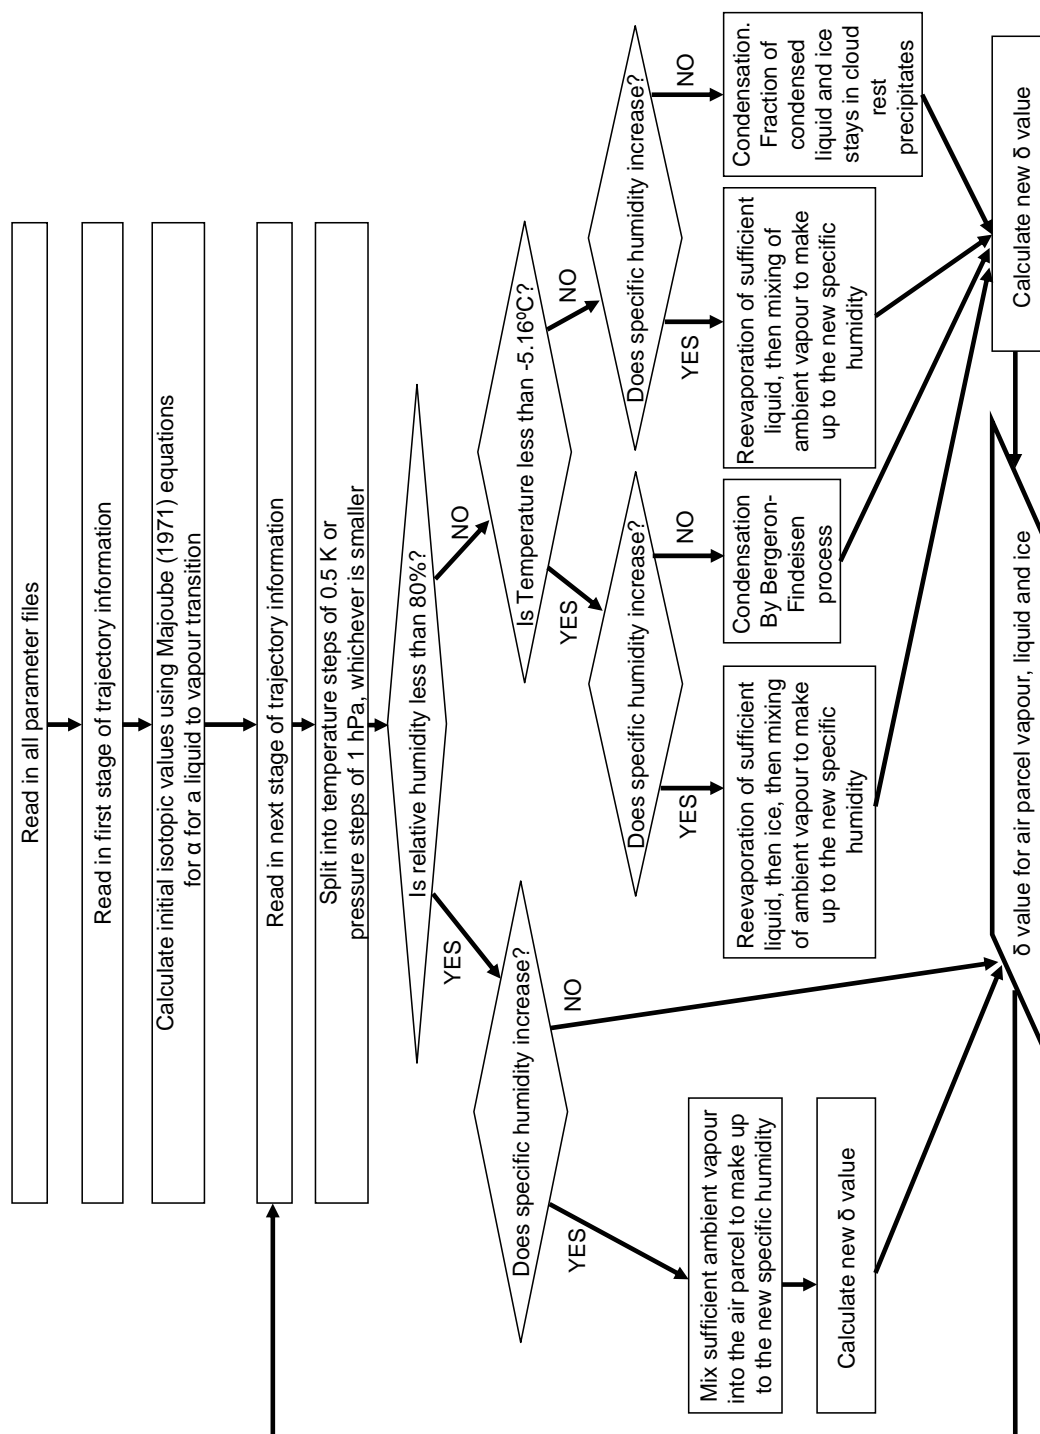 Read in all parameter files
Read in first stage of trajectory information
Calculate initial isotopic values using Majoube (1971) equations
for α for a liquid to vapour transition
Read in next stage of trajectory information
Split into temperature steps of 0.5 K or
pressure steps of 1 hPa, whichever is smaller
Is relative humidity less than 80%?
YES
NO
Does specific humidity increase?
YES
NO
Is Temperature less than -5.16ºC?
YES
NO
Does specific humidity increase?
YES
NO
Does specific humidity increase?
YES
NO
Mix sufficient ambient vapour
into the air parcel to make up
to the new specific humidity
Calculate new δ value
Reevaporation of sufficient
liquid, then ice, then mixing
of ambient vapour to make
up to the new specific
humidity
Condensation
By Bergeron-
Findeisen
process
Reevaporation of sufficient
liquid, then mixing of
ambient vapour to make
up to the new specific
humidity
Condensation.
Fraction of
condensed
liquid and ice
stays in cloud
rest
precipitates
Calculate new δ value
δ value for air parcel vapour, liquid and ice